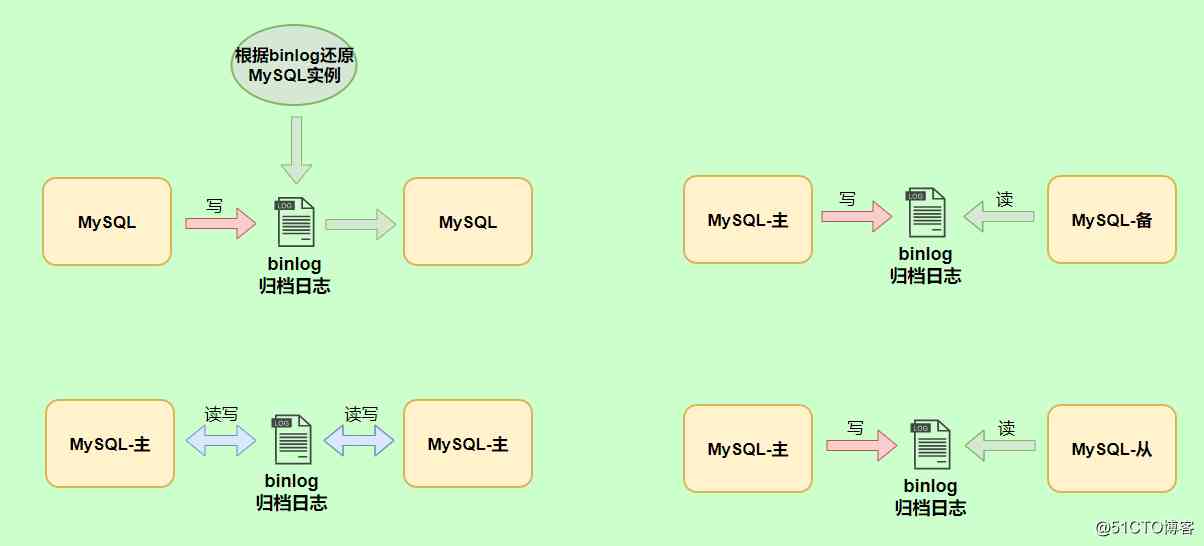 根据binlog还原
MySQL实例
MySQL
写
LOG
binlog
归档日志
MySQL
MySQL-主
写
LOG
binlog
归档日志
读
MySQL-备
MySQL-主
读写
LOG
binlog
归档日志
读写
MySQL-主
MySQL-主
写
LOG
binlog
归档日志
读
MySQL-从
@51CTO博客